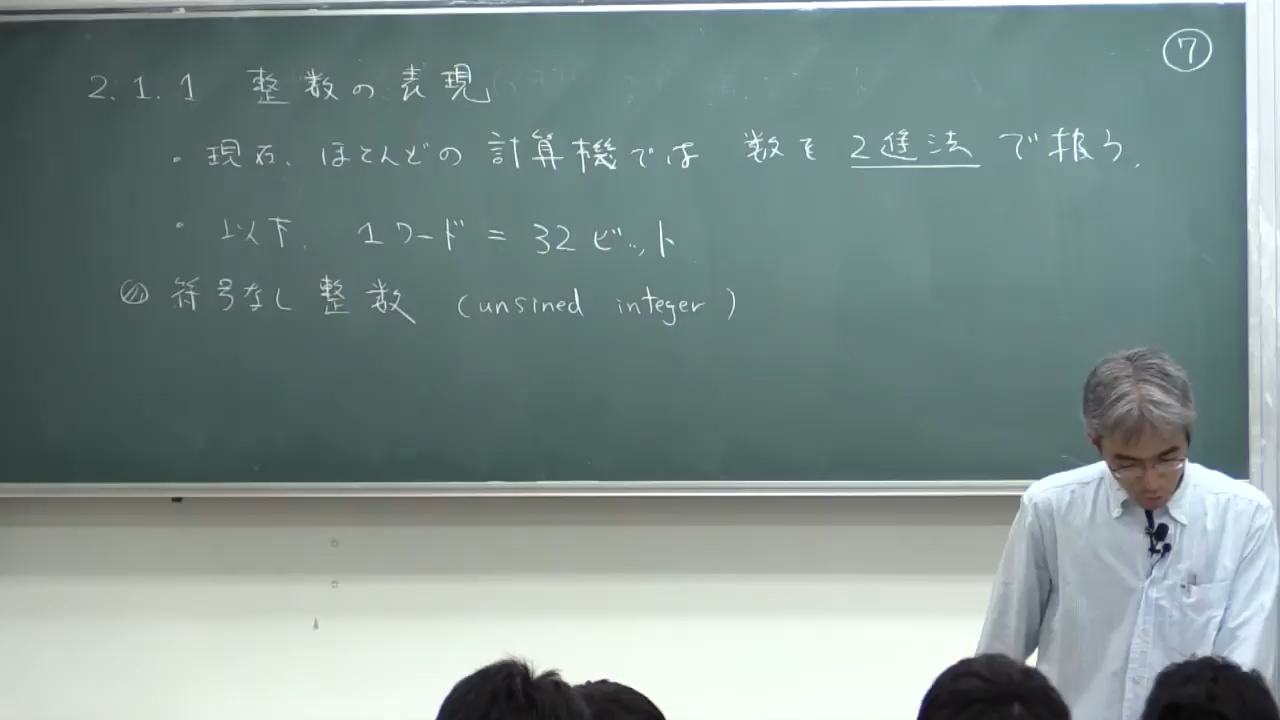 ⑦
2.1.1 整数の表現
・現在、ほとんどの計算機では 数を 2進法 で扱う.
・以下. 1ワード = 32ビット
◎ 符号なし 整数 (unsined integer)